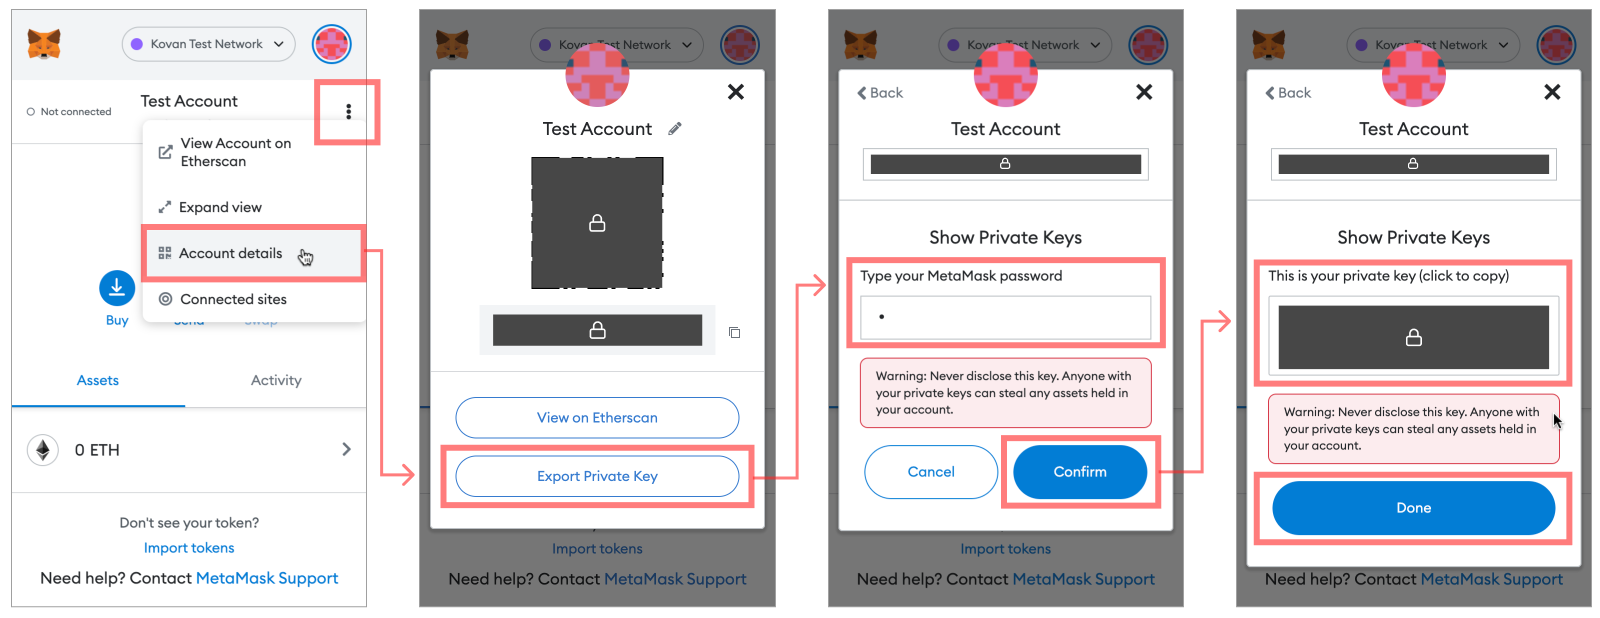 Kovan Test Network
Not connected
Test Account
View Account on
Etherscan
Expand view
Account details
Connected sites
Buy
Send
Swap
Assets
Activity
0 ETH
Don't see your token?
Import tokens
Need help? Contact MetaMask Support
Kovan Test Network
Test Account
View on Etherscan
Export Private Key
Import tokens
Need help? Contact MetaMask Support
Kovan Test Network
Back
Test Account
Show Private Keys
Type your MetaMask password
Warning: Never disclose this key. Anyone with
your private keys can steal any assets held in
your account.
Cancel
Confirm
Import tokens
Need help? Contact MetaMask Support
Kovan Test Network
Back
Test Account
Show Private Keys
This is your private key (click to copy)
Warning: Never disclose this key. Anyone with
your private keys can steal any assets held in
your account.
Done
Need help? Contact MetaMask Support